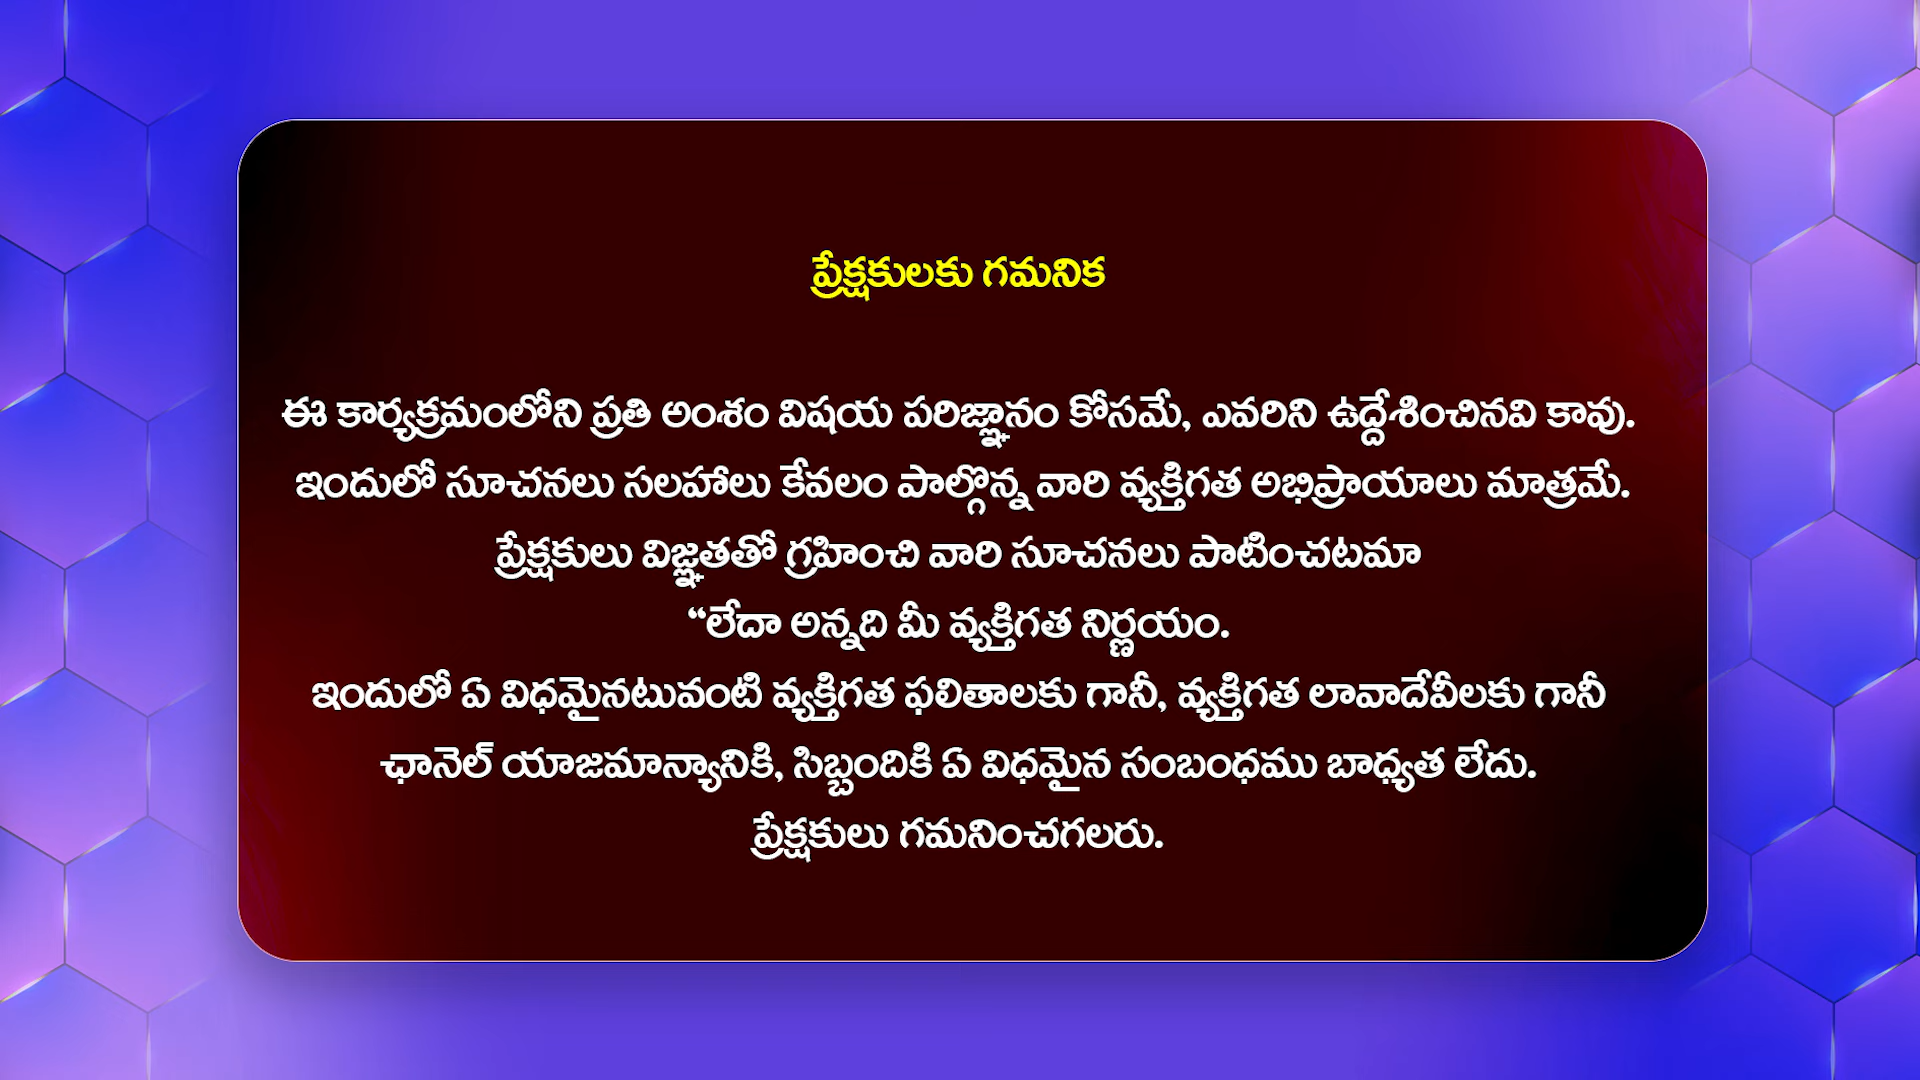 ప్రేక్షకులకు గమనిక
ఈ కార్యక్రమంలోని ప్రతి అంశం విషయ పరిజ్ఞానం కోసమే, ఎవరిని ఉద్దేశించినవి కావు.
ఇందులో సూచనలు సలహాలు కేవలం పాల్గొన్న వారి వ్యక్తిగత అభిప్రాయాలు మాత్రమే.
ప్రేక్షకులు విజ్ఞతతో గ్రహించి వారి సూచనలు పాటించటమా
“లేదా అన్నది మీ వ్యక్తిగత నిర్ణయం.
ఇందులో ఏ విధమైనటువంటి వ్యక్తిగత ఫలితాలకు గానీ, వ్యక్తిగత లావాదేవీలకు గానీ
ఛానెల్ యాజమాన్యానికి, సిబ్బందికి ఏ విధమైన సంబంధము బాధ్యత లేదు.
ప్రేక్షకులు గమనించగలరు.